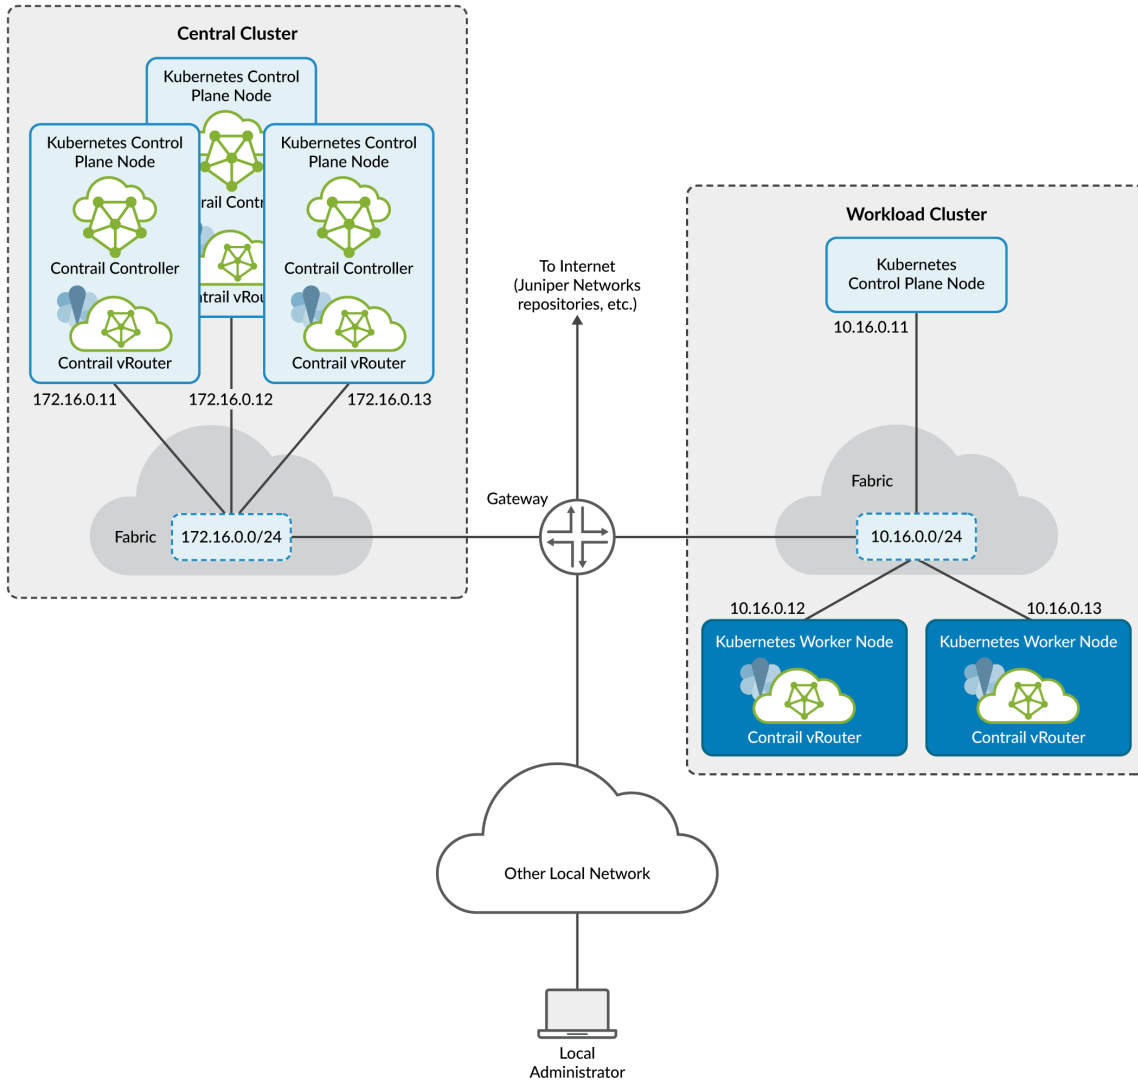 Central Cluster
Kubernetes Control
Plane Node
Kubernetes Control
Plane Node
Kubernetes Control
Plane Node
Contrail Controller
Contrail Controller
Contrail vRouter
Contrail vRouter
172.16.0.11
172.16.0.12
172.16.0.13
Fabric
172.16.0.0/24
To Internet
(Juniper Networks
repositories, etc.)
Gateway
Workload Cluster
Kubernetes
Control Plane Node
10.16.0.11
Fabric
10.16.0.0/24
10.16.0.12
10.16.0.13
Kubernetes Worker Node
Contrail vRouter
Kubernetes Worker Node
Contrail vRouter
Other Local Network
Local
Administrator